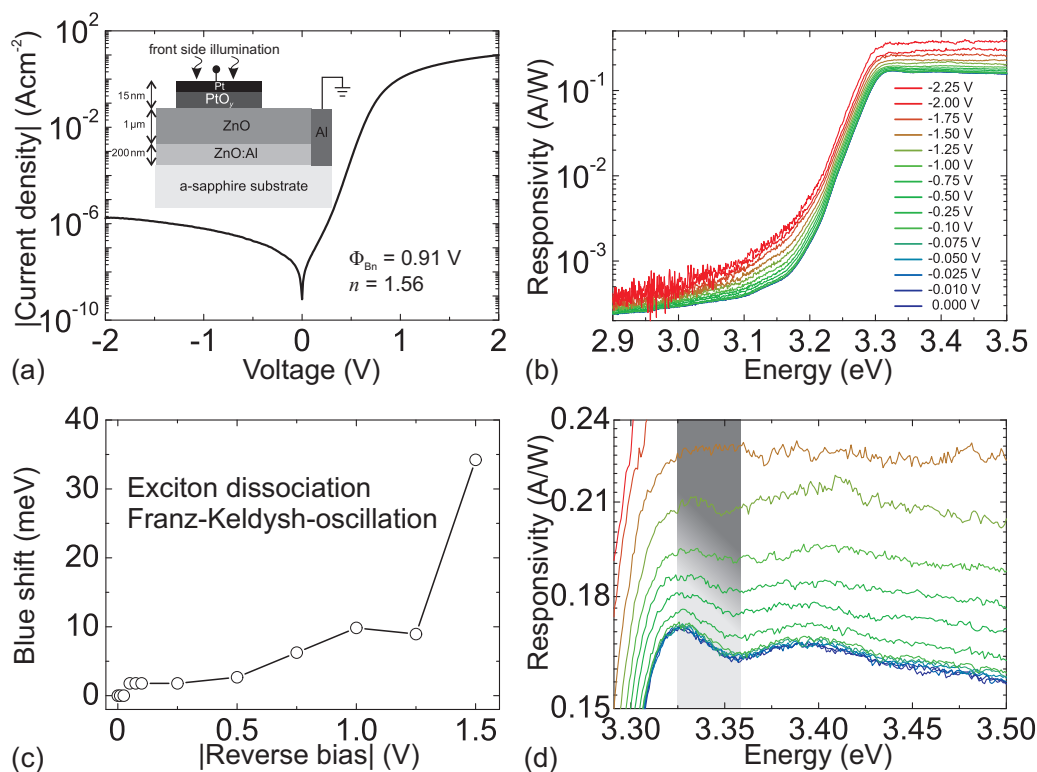 10²
10⁻²
10⁻⁶
10⁻¹⁰
|Current density| (Acm⁻²)
front side illumination
Pt
PtOy
15nm
ZnO
1µm
Al
ZnO:Al
200nm
a-sapphire substrate
Φ_Bn = 0.91 V
n = 1.56
-2 -1 0 1 2
(a) Voltage (V)
10⁻¹
10⁻²
10⁻³
Responsivity (A/W)
-2.25 V
-2.00 V
-1.75 V
-1.50 V
-1.25 V
-1.00 V
-0.75 V
-0.50 V
-0.25 V
-0.10 V
-0.075 V
-0.050 V
-0.025 V
-0.010 V
0.000 V
2.9 3.0 3.1 3.2 3.3 3.4 3.5
(b) Energy (eV)
40
30
20
10
0
Blue shift (meV)
Exciton dissociation
Franz-Keldysh-oscillation
0 0.5 1.0 1.5
(c) |Reverse bias| (V)
0.24
0.21
0.18
0.15
Responsivity (A/W)
3.30 3.35 3.40 3.45 3.50
(d) Energy (eV)